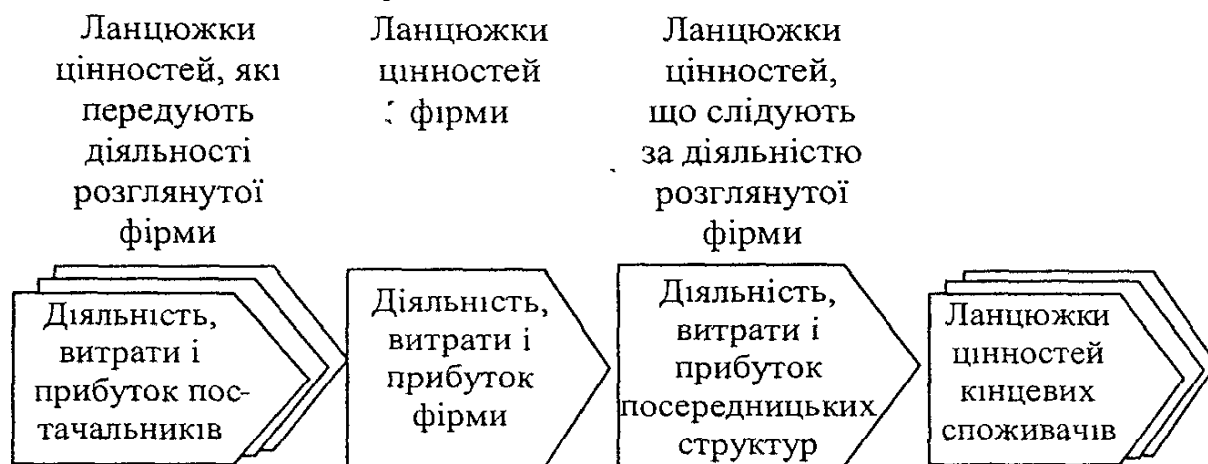 Ланцюжки
цінностей, які
передують
діяльності
розглянутої
фірми
Ланцюжки
цінностей
фірми
Ланцюжки
цінностей,
що слідують
за діяльністю
розглянутої
фірми
Діяльність,
витрати і
прибуток пос-
тачальників
Діяльність,
витрати і
прибуток
фірми
Діяльність,
витрати і
прибуток
посередницьких
структур
Ланцюжки
цінностей
кінцевих
споживачів